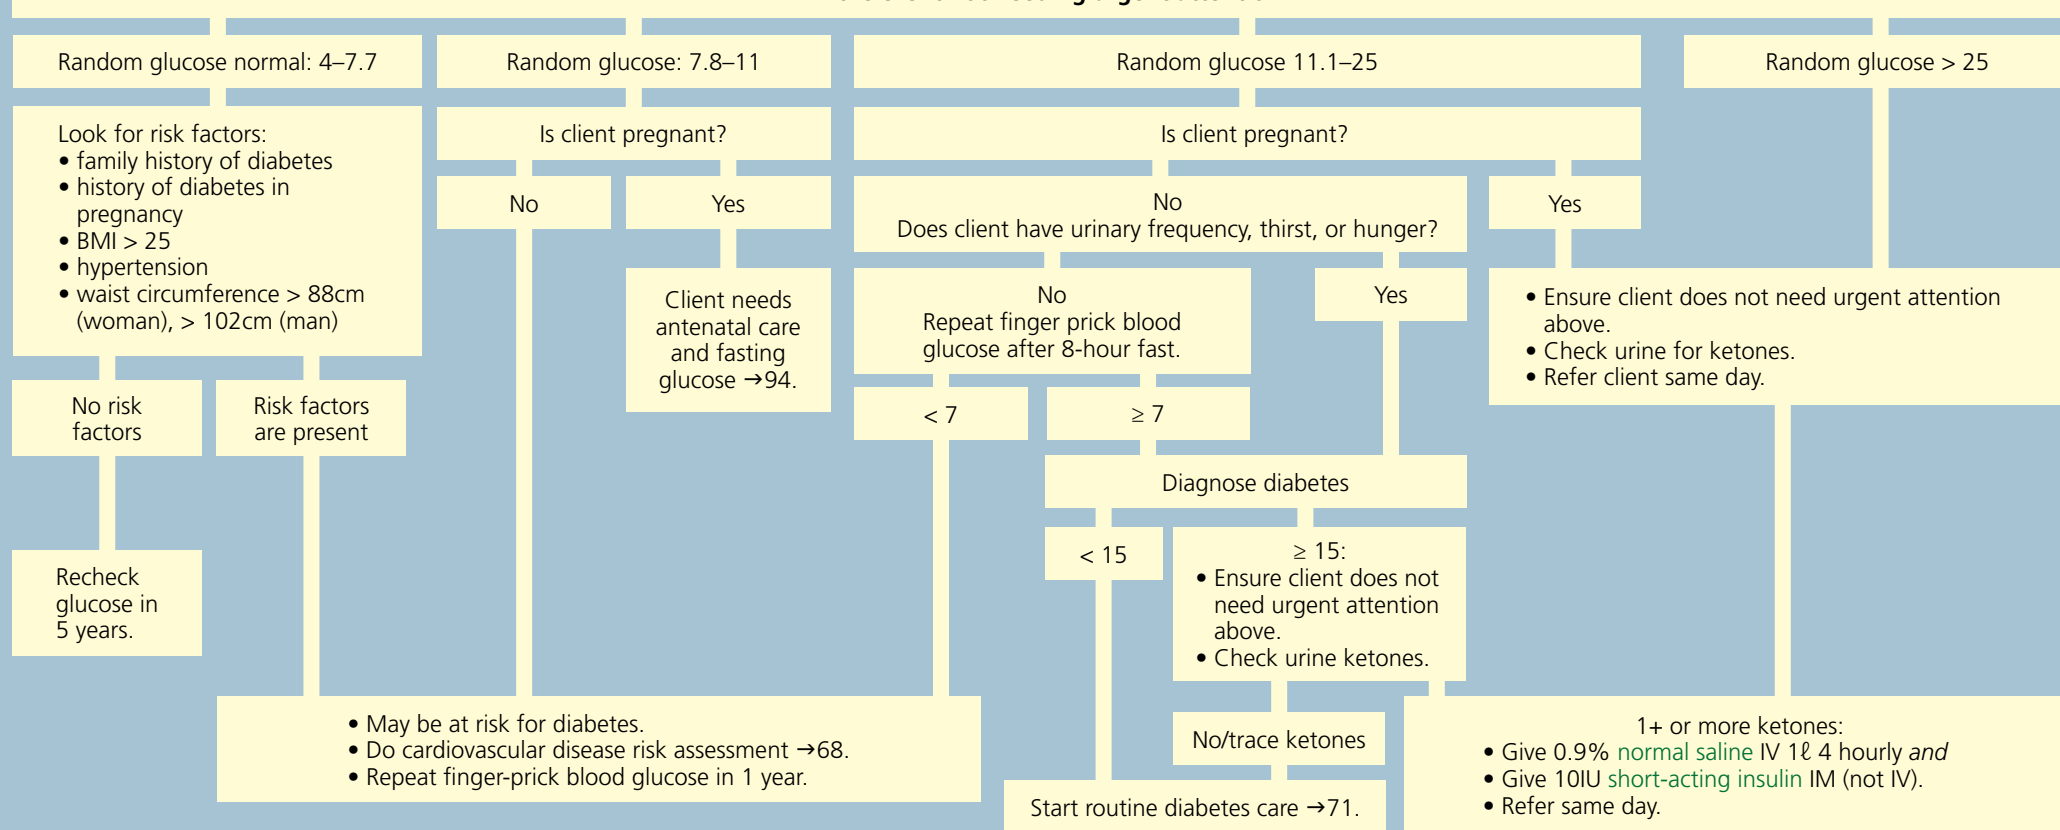 Random glucose normal: 4–7.7
Random glucose: 7.8–11
Random glucose 11.1–25
Random glucose > 25
Look for risk factors:
• family history of diabetes
• history of diabetes in
pregnancy
• BMI > 25
• hypertension
• waist circumference > 88cm
(woman), > 102cm (man)
Is client pregnant?
Is client pregnant?
No
Yes
No
Does client have urinary frequency, thirst, or hunger?
Yes
Client needs
antenatal care
and fasting
glucose →94.
No
Repeat finger prick blood
glucose after 8-hour fast.
Yes
• Ensure client does not need urgent attention
above.
• Check urine for ketones.
• Refer client same day.
No risk
factors
Risk factors
are present
< 7
≥ 7
Diagnose diabetes
< 15
≥ 15:
• Ensure client does not
need urgent attention
above.
• Check urine ketones.
Recheck
glucose in
5 years.
• May be at risk for diabetes.
• Do cardiovascular disease risk assessment →68.
• Repeat finger-prick blood glucose in 1 year.
No/trace ketones
Start routine diabetes care →71.
1+ or more ketones:
• Give 0.9% normal saline IV 1ℓ 4 hourly and
• Give 10IU short-acting insulin IM (not IV).
• Refer same day.